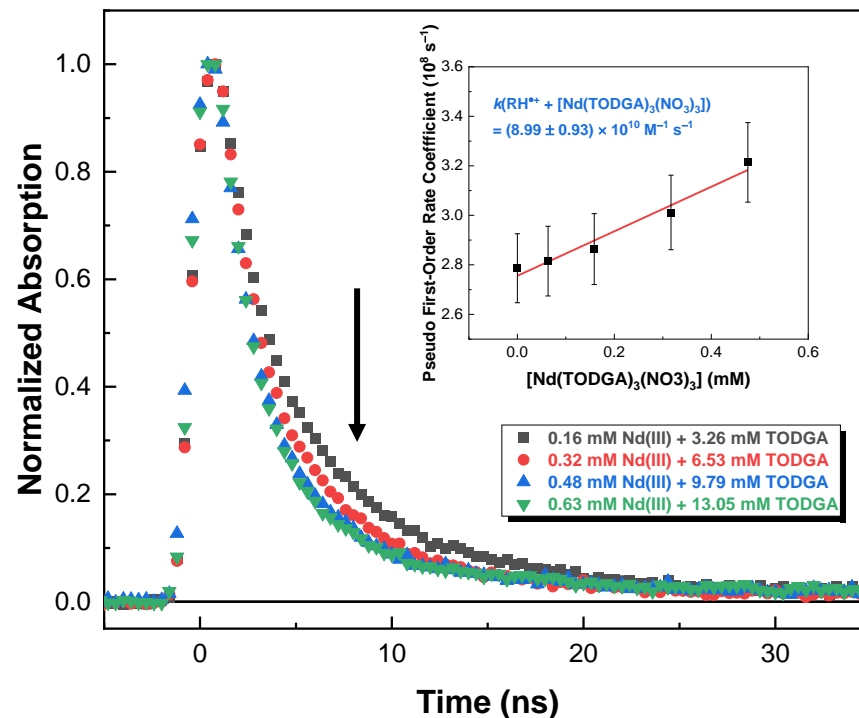 Normalized Absorption
1.0
0.8
0.6
0.4
0.2
0.0
0
10
20
30
Time (ns)
Pseudo First-Order Rate Coeffficient (10⁸ s⁻¹)
3.6
3.2
2.8
2.4
0.0
0.2
0.4
0.6
[Nd(TODGA)₃(NO3)₃] (mM)
k(RH•⁺ + [Nd(TODGA)₃(NO₃)₃])
= (8.99 ± 0.93) × 10¹⁰ M⁻¹ s⁻¹
0.16 mM Nd(III) + 3.26 mM TODGA
0.32 mM Nd(III) + 6.53 mM TODGA
0.48 mM Nd(III) + 9.79 mM TODGA
0.63 mM Nd(III) + 13.05 mM TODGA